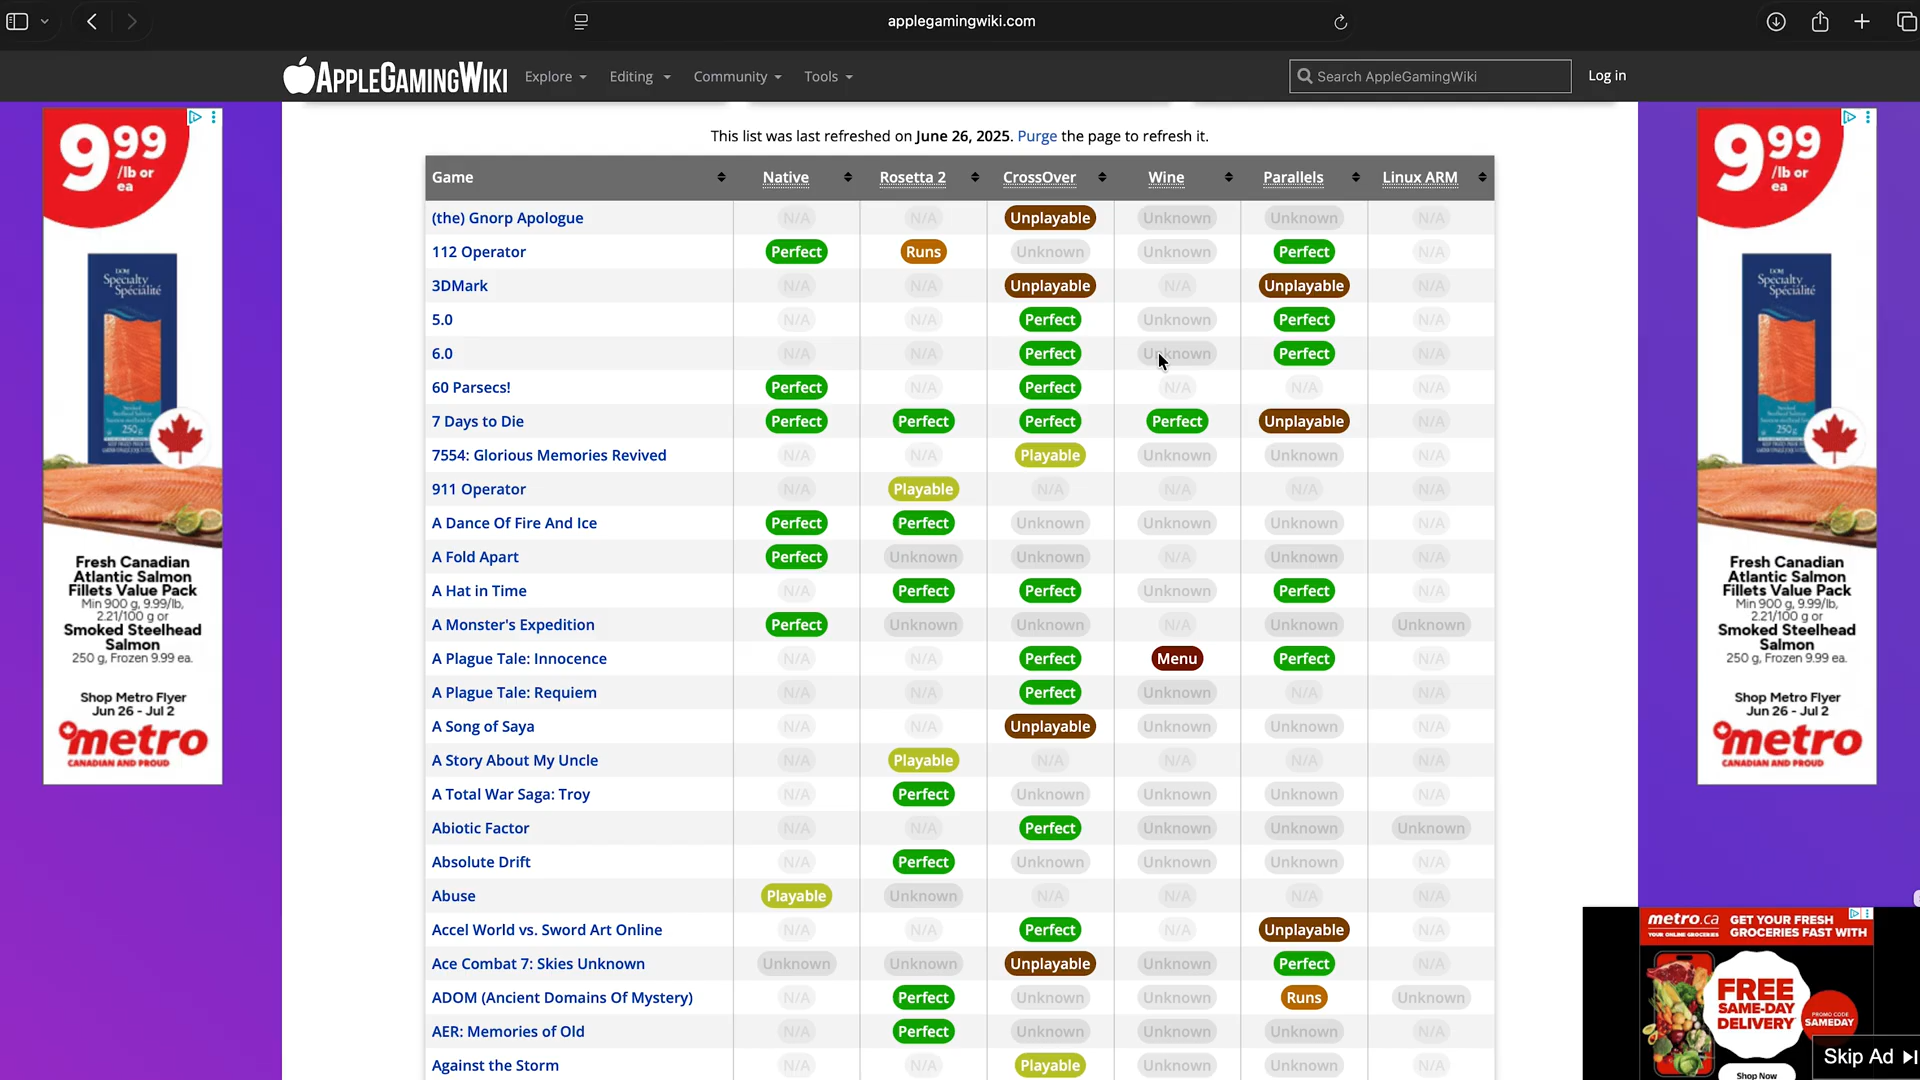 applegamingwiki.com
APPLEGAMINGWIKI Explore Editing Community Tools Search AppleGamingWiki Log in
This list was last refreshed on June 26, 2025. Purge the page to refresh it.
Game Native Rosetta 2 CrossOver Wine Parallels Linux ARM
(the) Gnorp Apologue N/A N/A Unplayable Unknown Unknown N/A
112 Operator Perfect Runs Unknown Unknown Perfect N/A
3DMark N/A N/A Unplayable N/A Unplayable N/A
5.0 N/A N/A Perfect Unknown Perfect N/A
6.0 N/A N/A Perfect Unknown Perfect N/A
60 Parsecs! Perfect N/A Perfect N/A N/A N/A
7 Days to Die Perfect Perfect Perfect Perfect Unplayable N/A
7554: Glorious Memories Revived N/A N/A Playable Unknown Unknown N/A
911 Operator N/A Playable N/A N/A N/A N/A
A Dance Of Fire And Ice Perfect Perfect Unknown Unknown Unknown N/A
A Fold Apart Perfect Unknown Unknown N/A Unknown N/A
A Hat in Time N/A Perfect Perfect Unknown Perfect N/A
A Monster's Expedition Perfect Unknown Unknown N/A Unknown Unknown
A Plague Tale: Innocence N/A N/A Perfect Menu Perfect N/A
A Plague Tale: Requiem N/A N/A Perfect Unknown N/A N/A
A Song of Saya N/A N/A Unplayable Unknown Unknown N/A
A Story About My Uncle N/A Playable N/A N/A N/A N/A
A Total War Saga: Troy N/A Perfect Unknown Unknown Unknown N/A
Abiotic Factor N/A N/A Perfect Unknown Unknown Unknown
Absolute Drift N/A Perfect Unknown Unknown Unknown N/A
Abuse Playable Unknown N/A N/A N/A N/A
Accel World vs. Sword Art Online N/A N/A Perfect N/A Unplayable N/A
Ace Combat 7: Skies Unknown Unknown Unknown Unplayable Unknown Perfect N/A
ADOM (Ancient Domains Of Mystery) N/A Perfect Unknown Unknown Runs Unknown
AER: Memories of Old N/A Perfect Unknown Unknown Unknown N/A
Against the Storm N/A N/A Playable Unknown Unknown N/A
9 99
/lb or
ea
Specialty
Spécialité
250 g
Fresh Canadian
Atlantic Salmon
Fillets Value Pack
Min 900 g, 9.99/lb,
2.21/100 g or
Smoked Steelhead
Salmon
250 g, Frozen 9.99 ea.
Shop Metro Flyer
Jun 26 - Jul 2
metro
CANADIAN AND PROUD
9 99
/lb or
ea
Specialty
Spécialité
250 g
Fresh Canadian
Atlantic Salmon
Fillets Value Pack
Min 900 g, 9.99/lb,
2.21/100 g or
Smoked Steelhead
Salmon
250 g, Frozen 9.99 ea.
Shop Metro Flyer
Jun 26 - Jul 2
metro
CANADIAN AND PROUD
metro.ca GET YOUR FRESH
YOUR ONLINE GROCERIES GROCERIES FAST WITH
FREE
SAME-DAY
DELIVERY
PROMO CODE
SAMEDAY
Shop Now
Skip Ad